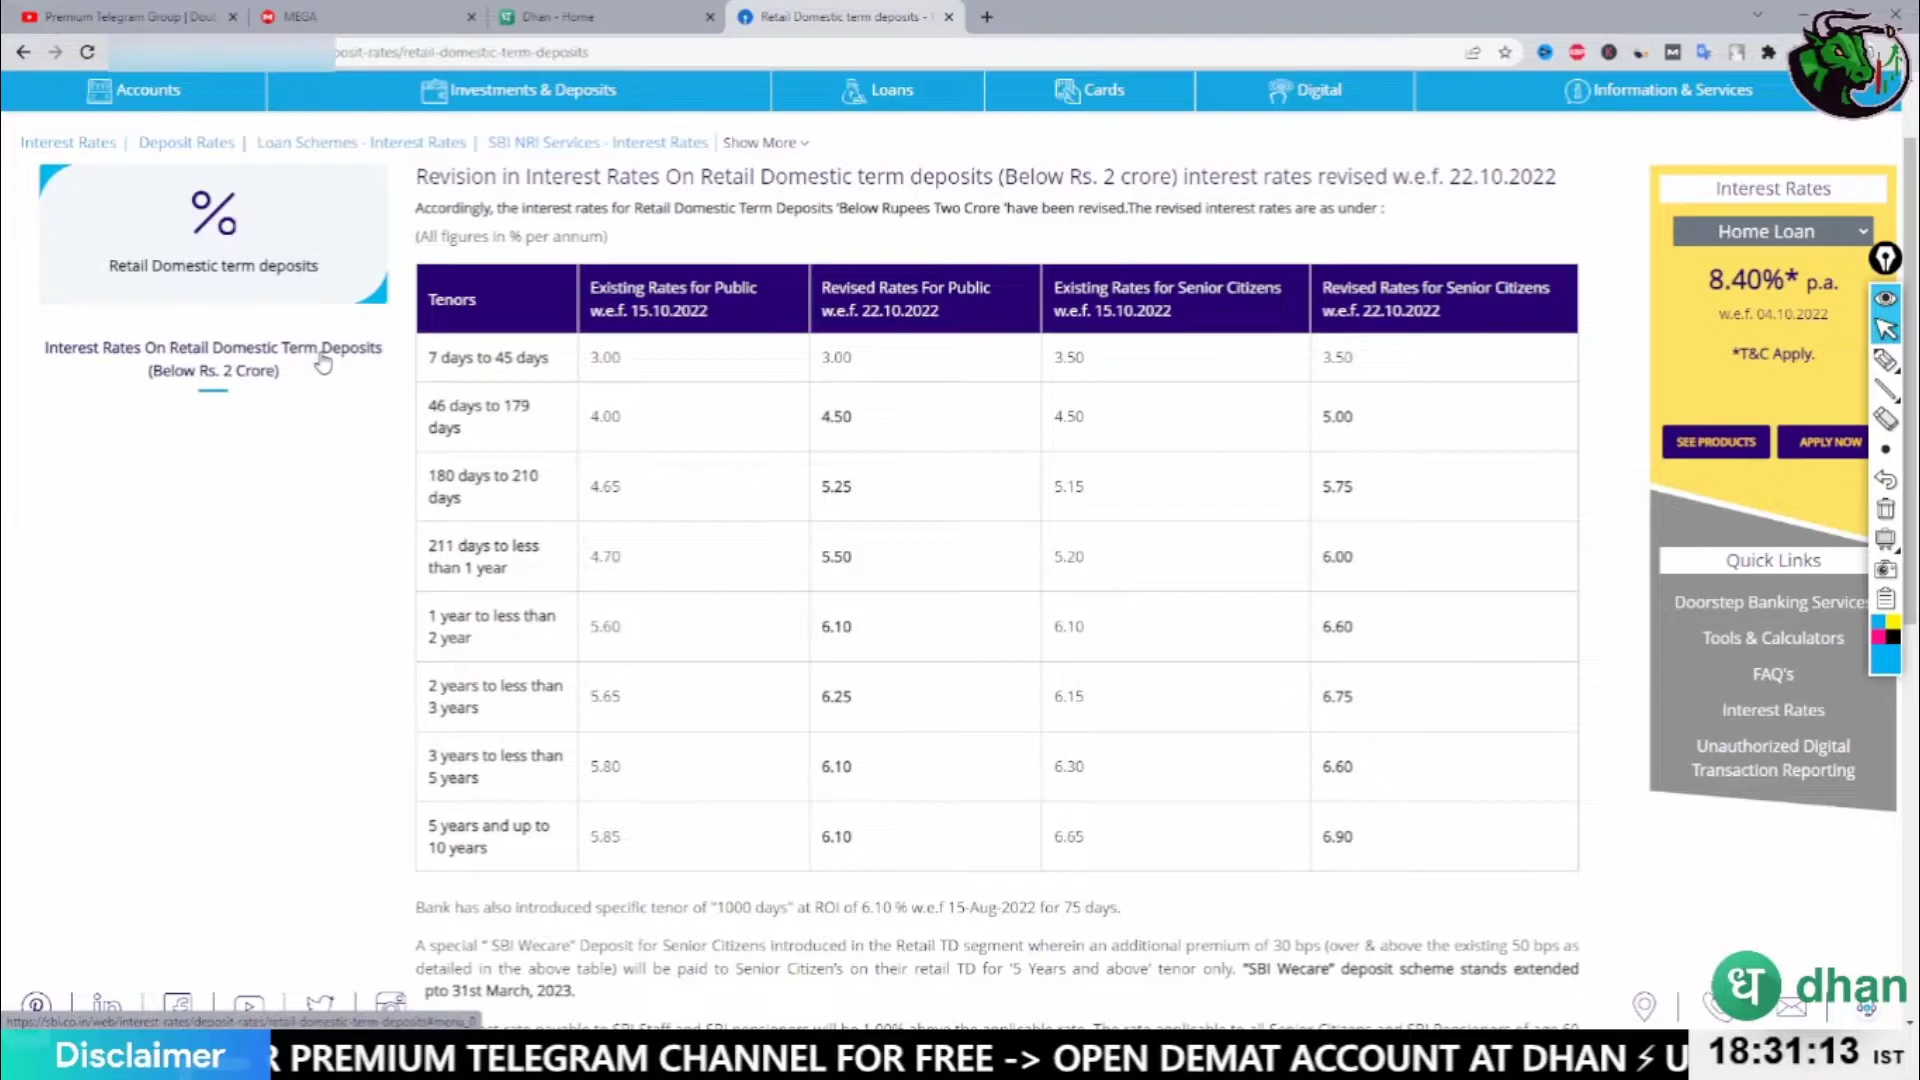 Premium Telegram Group | Dou
MEGA
Dhan - Home
Retail Domestic term deposits -
posit-rates/retail-domestic-term-deposits
Accounts
Investments & Deposits
Loans
Cards
Digital
Information & Services
Interest Rates | Deposit Rates | Loan Schemes - Interest Rates | SBI NRI Services - Interest Rates | Show More
%
Retail Domestic term deposits
Interest Rates On Retail Domestic Term Deposits
(Below Rs. 2 Crore)
Revision in Interest Rates On Retail Domestic term deposits (Below Rs. 2 crore) interest rates revised w.e.f. 22.10.2022
Accordingly, the interest rates for Retail Domestic Term Deposits 'Below Rupees Two Crore 'have been revised.The revised interest rates are as under :
(All figures in % per annum)
Tenors
Existing Rates for Public
w.e.f. 15.10.2022
Revised Rates For Public
w.e.f. 22.10.2022
Existing Rates for Senior Citizens
w.e.f. 15.10.2022
Revised Rates for Senior Citizens
w.e.f. 22.10.2022
7 days to 45 days 3.00 3.00 3.50 3.50
46 days to 179
days
4.00 4.50 4.50 5.00
180 days to 210
days
4.65 5.25 5.15 5.75
211 days to less
than 1 year
4.70 5.50 5.20 6.00
1 year to less than
2 year
5.60 6.10 6.10 6.60
2 years to less than
3 years
5.65 6.25 6.15 6.75
3 years to less than
5 years
5.80 6.10 6.30 6.60
5 years and up to
10 years
5.85 6.10 6.65 6.90
Bank has also introduced specific tenor of "1000 days" at ROI of 6.10 % w.e.f 15-Aug-2022 for 75 days.
A special " SBI Wecare" Deposit for Senior Citizens introduced in the Retail TD segment wherein an additional premium of 30 bps (over & above the existing 50 bps as
detailed in the above table) will be paid to Senior Citizen's on their retail TD for '5 Years and above' tenor only. "SBI Wecare" deposit scheme stands extended
pto 31st March, 2023.
Interest Rates
Home Loan
8.40%* p.a.
w.e.f. 04.10.2022
*T&C Apply.
SEE PRODUCTS
APPLY NOW
Quick Links
Doorstep Banking Service
Tools & Calculators
FAQ's
Interest Rates
Unauthorized Digital
Transaction Reporting
https://sbi.co.in/web/interest-rates/deposit-rates/retail-domestic-term-deposits#menu_0
ध dhan
Disclaimer
R PREMIUM TELEGRAM CHANNEL FOR FREE -> OPEN DEMAT ACCOUNT AT DHAN ⚡ U
18:31:13 IST